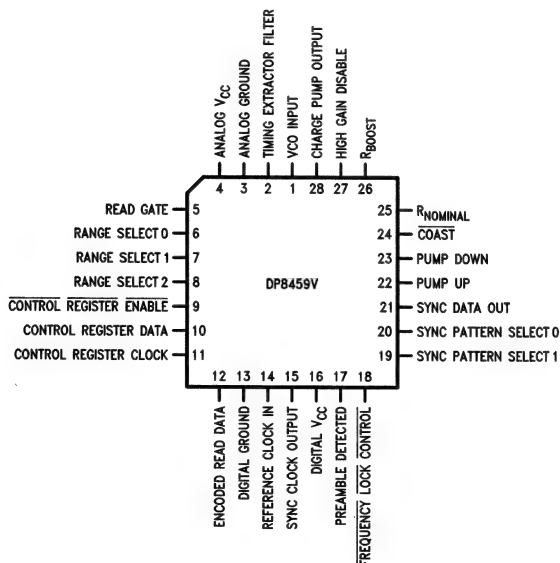 ANALOG VCC
ANALOG GROUND
TIMING EXTRACTOR FILTER
VCO INPUT
CHARGE PUMP OUTPUT
HIGH GAIN DISABLE
RBOOST
4 3 2 1 28 27 26
READ GATE 5
RANGE SELECT 0 6
RANGE SELECT 1 7
RANGE SELECT 2 8
CONTROL REGISTER ENABLE 9
CONTROL REGISTER DATA 10
CONTROL REGISTER CLOCK 11
DP8459V
25 RNOMINAL
24 COAST
23 PUMP DOWN
22 PUMP UP
21 SYNC DATA OUT
20 SYNC PATTERN SELECT 0
19 SYNC PATTERN SELECT 1
12 13 14 15 16 17 18
ENCODED READ DATA
DIGITAL GROUND
REFERENCE CLOCK IN
SYNC CLOCK OUTPUT
DIGITAL VCC
PREAMBLE DETECTED
FREQUENCY LOCK CONTROL